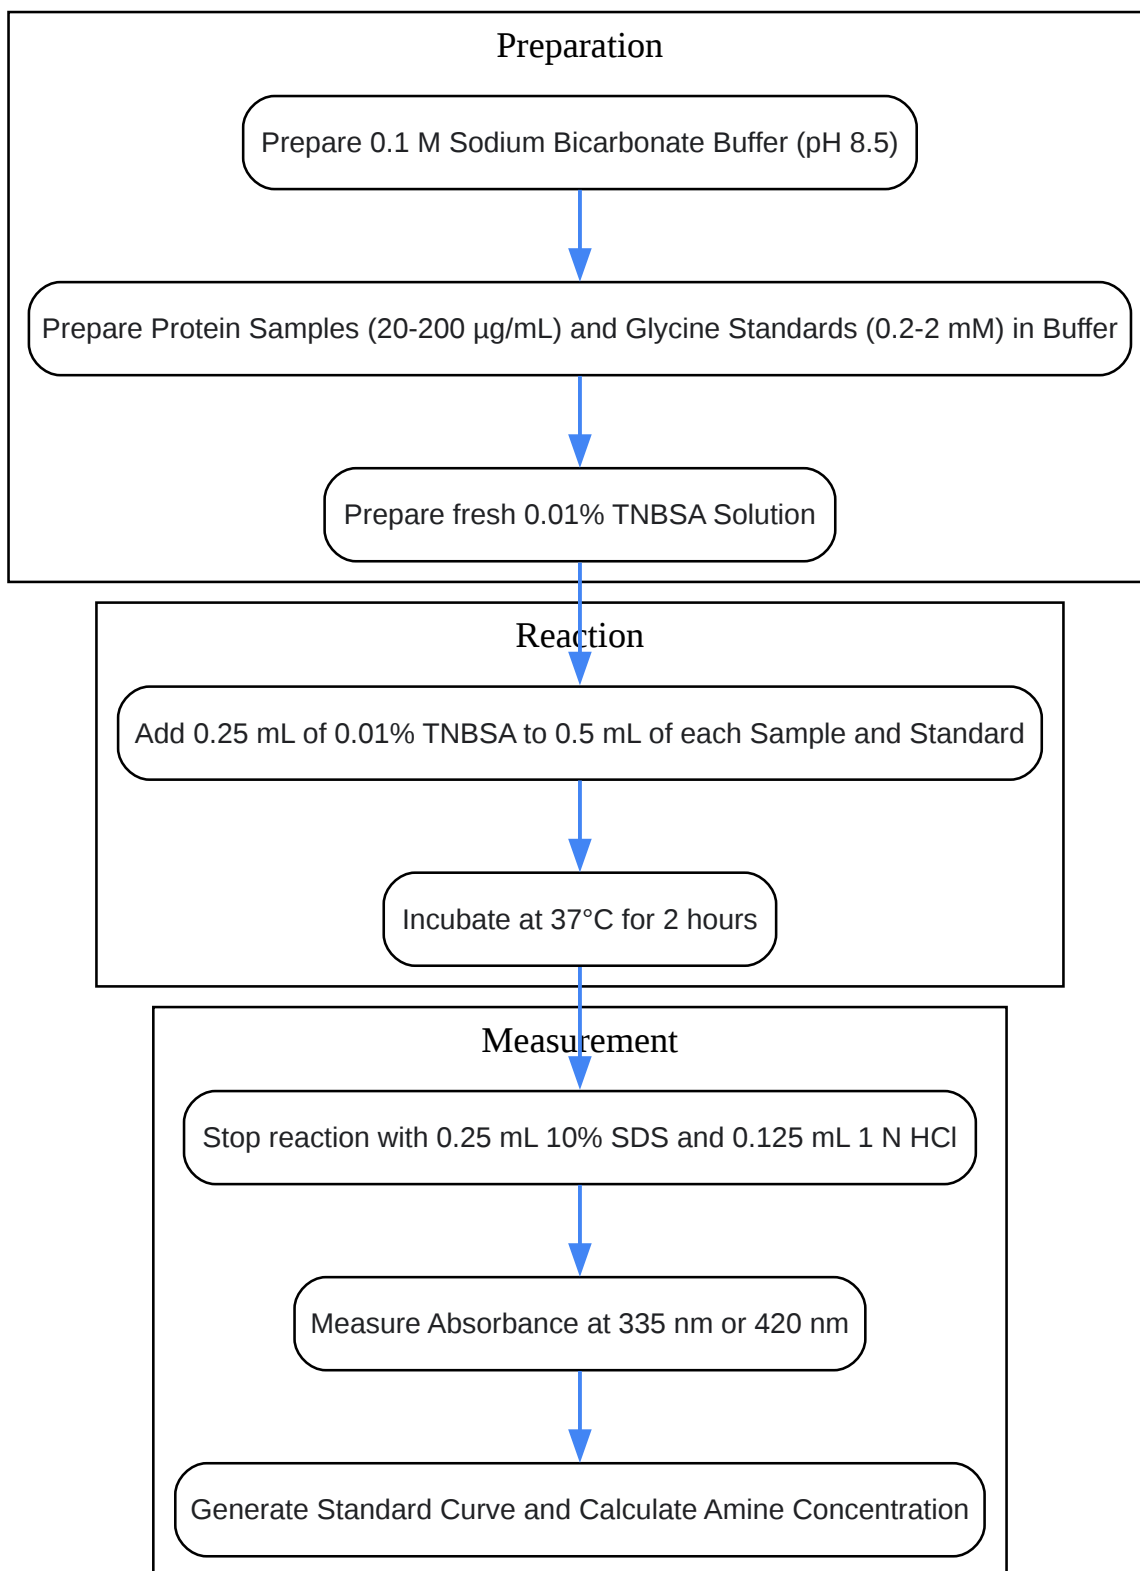 Preparation
Prepare 0.1 M Sodium Bicarbonate Buffer (pH 8.5)
Prepare Protein Samples (20-200 µg/mL) and Glycine Standards (0.2-2 mM) in Buffer
Prepare fresh 0.01% TNBSA Solution
Reaction
Add 0.25 mL of 0.01% TNBSA to 0.5 mL of each Sample and Standard
Incubate at 37°C for 2 hours
Measurement
Stop reaction with 0.25 mL 10% SDS and 0.125 mL 1 N HCl
Measure Absorbance at 335 nm or 420 nm
Generate Standard Curve and Calculate Amine Concentration